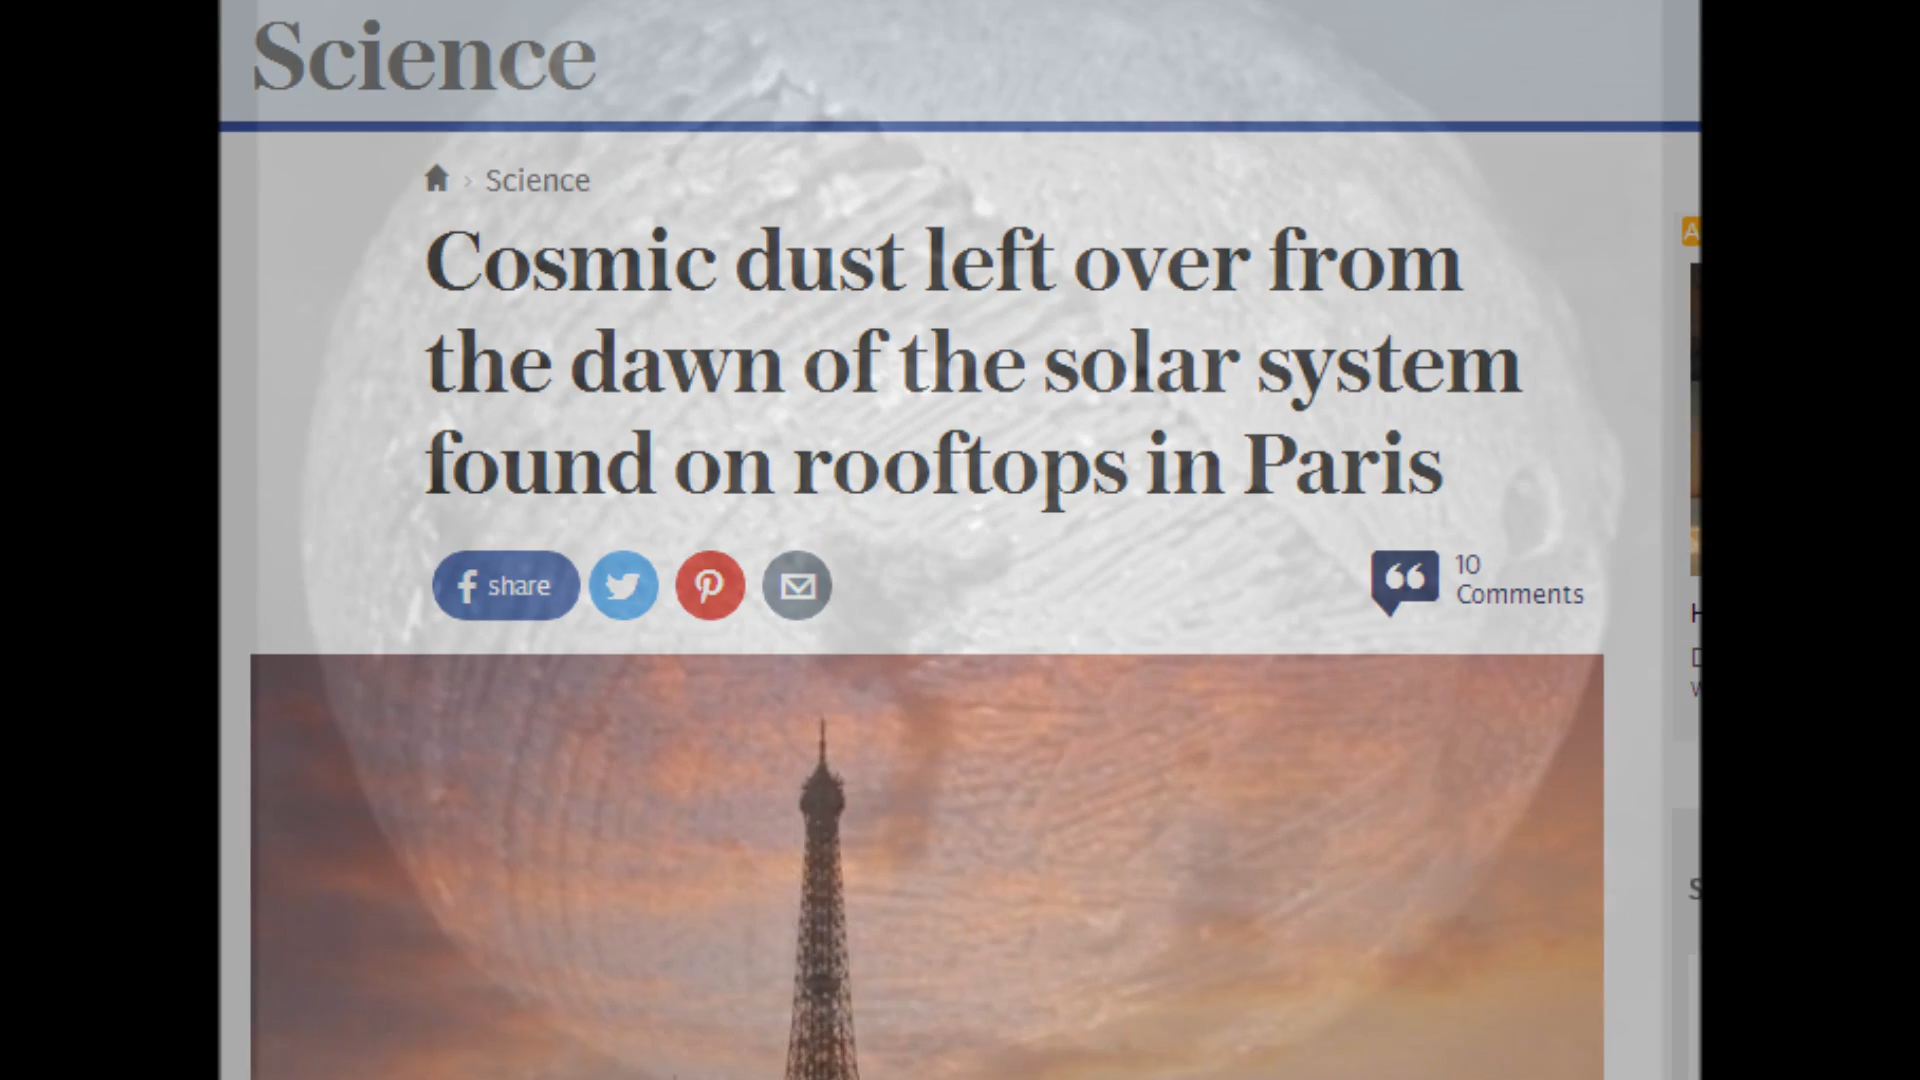 Science
Science
Cosmic dust left over from
the dawn of the solar system
found on rooftops in Paris
share
10
Comments